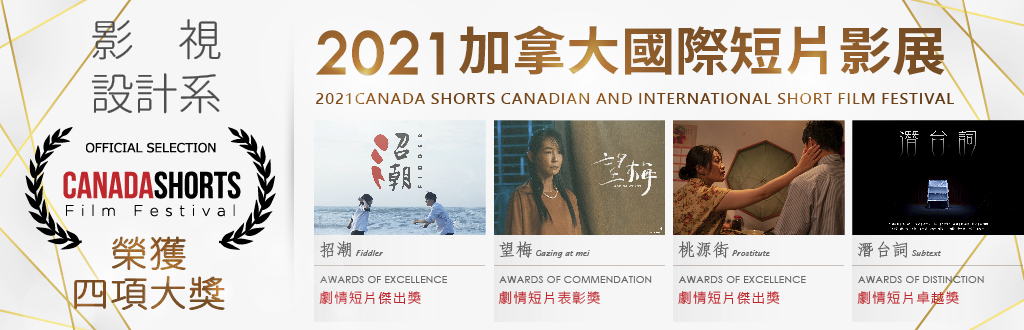 影 視
設計系
OFFICIAL SELECTION
CANADASHORTS
Film Festival
榮獲
四項大獎
2021加拿大國際短片影展
2021CANADA SHORTS CANADIAN AND INTERNATIONAL SHORT FILM FESTIVAL
招潮
招潮 Fiddler
AWARDS OF EXCELLENCE
劇情短片傑出獎
望梅
望梅 Gazing at mei
AWARDS OF COMMENDATION
劇情短片表彰獎
桃源街 Prostitute
AWARDS OF EXCELLENCE
劇情短片傑出獎
潛台詞
潛台詞 Subtext
AWARDS OF DISTINCTION
劇情短片卓越獎